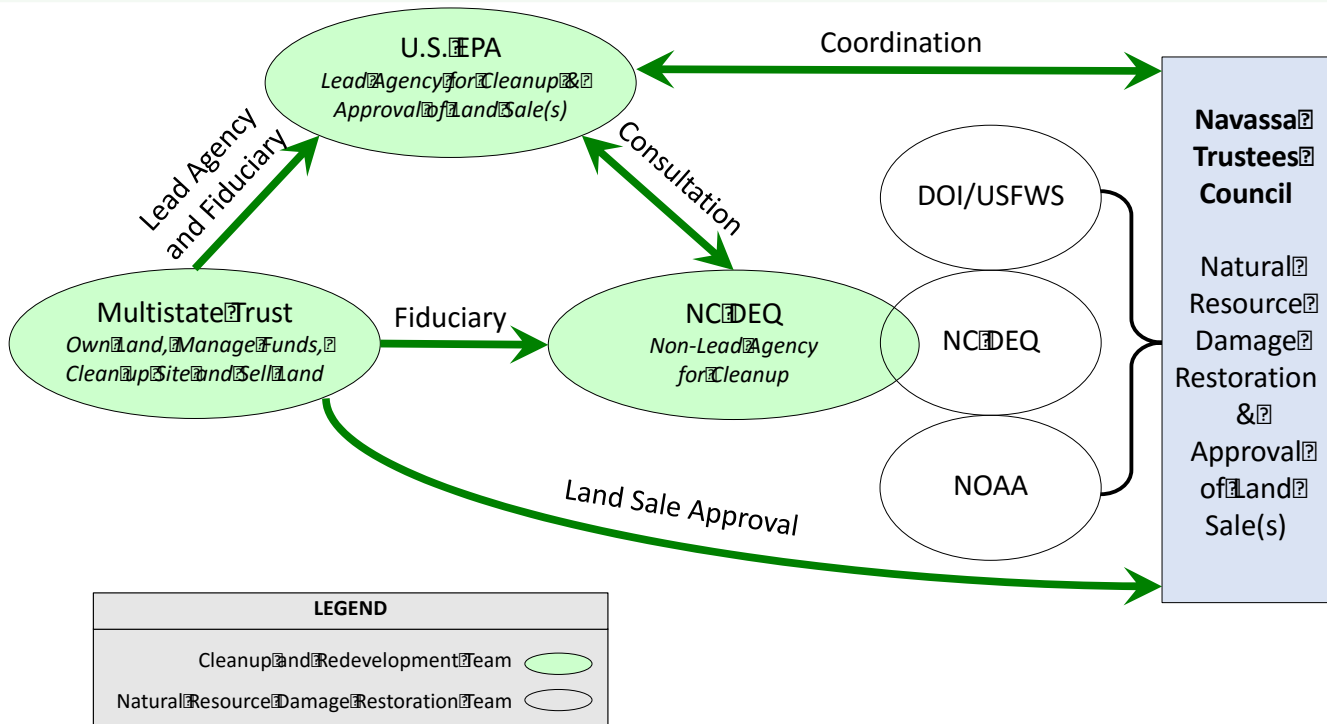 U.S. EPA
Lead Agency for Cleanup &
Approval of Land Sale(s)
Coordination
Lead Agency
and Fiduciary
Consultation
Navassa
Trustees
Council
Natural
Resource
Damage
Restoration
&
Approval
of Land
Sale(s)
DOI/USFWS
Multistate Trust
Own Land, Manage Funds,
Clean up Site and Sell Land
Fiduciary
NC DEQ
Non-Lead Agency
for Cleanup
NC DEQ
NOAA
Land Sale Approval
LEGEND
Cleanup and Redevelopment Team
Natural Resource Damage Restoration Team